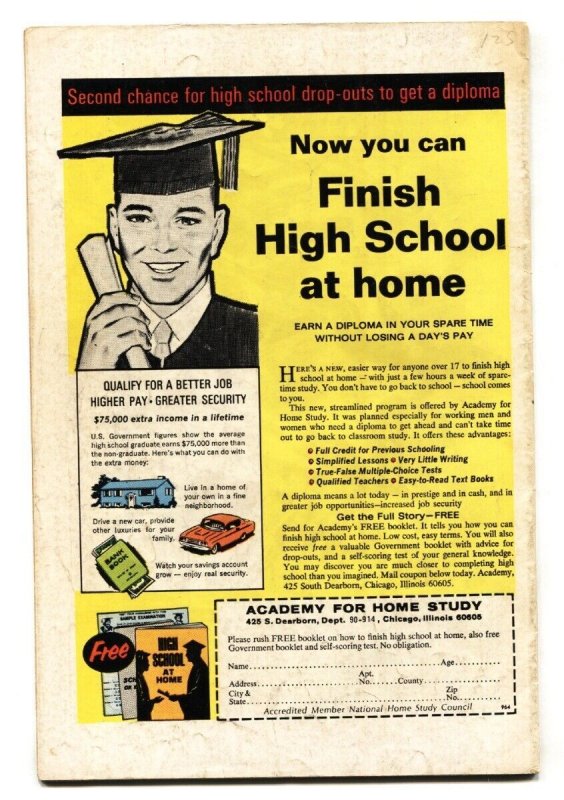 125
Second chance for high school drop-outs to get a diploma
Now you can
Finish
High School
at home
EARN A DIPLOMA IN YOUR SPARE TIME
WITHOUT LOSING A DAY'S PAY
HERE'S A NEW, easier way for anyone over 17 to finish high
school at home — with just a few hours a week of spare-
time study. You don't have to go back to school — school comes
to you.
This new, streamlined program is offered by Academy for
Home Study. It was planned especially for working men and
women who need a diploma to get ahead and can't take time
out to go back to classroom study. It offers these advantages:
Full Credit for Previous Schooling
Simplified Lessons • Very Little Writing
True-False Multiple-Choice Tests
Qualified Teachers • Easy-to-Read Text Books
A diploma means a lot today — in prestige and in cash, and in
greater job opportunities—increased job security
Get the Full Story—FREE
Send for Academy's FREE booklet. It tells you how you can
finish high school at home. Low cost, easy terms. You will also
receive free a valuable Government booklet with advice for
drop-outs, and a self-scoring test of your general knowledge.
You may discover you are much closer to completing high
school than you imagined. Mail coupon below today. Academy,
425 South Dearborn, Chicago, Illinois 60605.
QUALIFY FOR A BETTER JOB
HIGHER PAY • GREATER SECURITY
$75,000 extra income in a lifetime
U.S. Government figures show the average
high school graduate earns $75,000 more than
the non-graduate. Here's what you can do with
the extra money:
Live in a home of
your own in a fine
neighborhood.
Drive a new car, provide
other luxuries for your
family.
BANK
BOOK
Watch your savings account
grow — enjoy real security.
Free
SAMPLE EXAMINATION
HIGH
SCHOOL
AT
HOME
ACADEMY FOR HOME STUDY
425 S. Dearborn, Dept. 90-914, Chicago, Illinois 60605
Please rush FREE booklet on how to finish high school at home, also free
Government booklet and self-scoring test. No obligation.
Name Age
Address Apt. No. County
City & State Zip No.
Accredited Member National Home Study Council 964